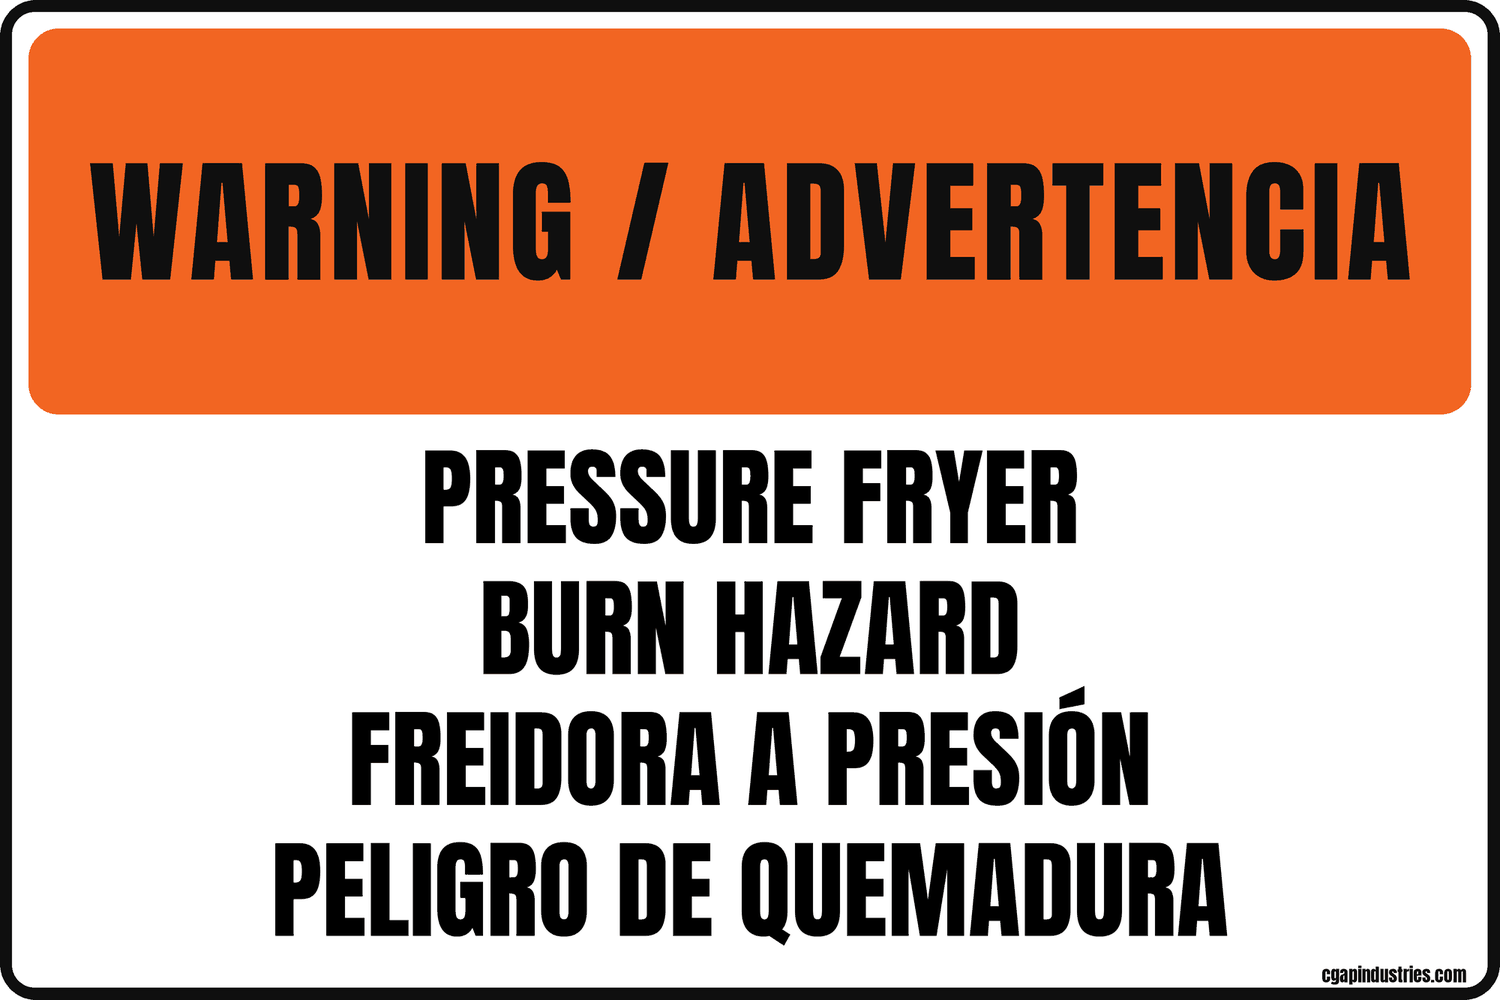 WARNING / ADVERTENCIA
PRESSURE FRYER
BURN HAZARD
FREIDORA A PRESIÓN
PELIGRO DE QUEMADURA
cgapindustries.com